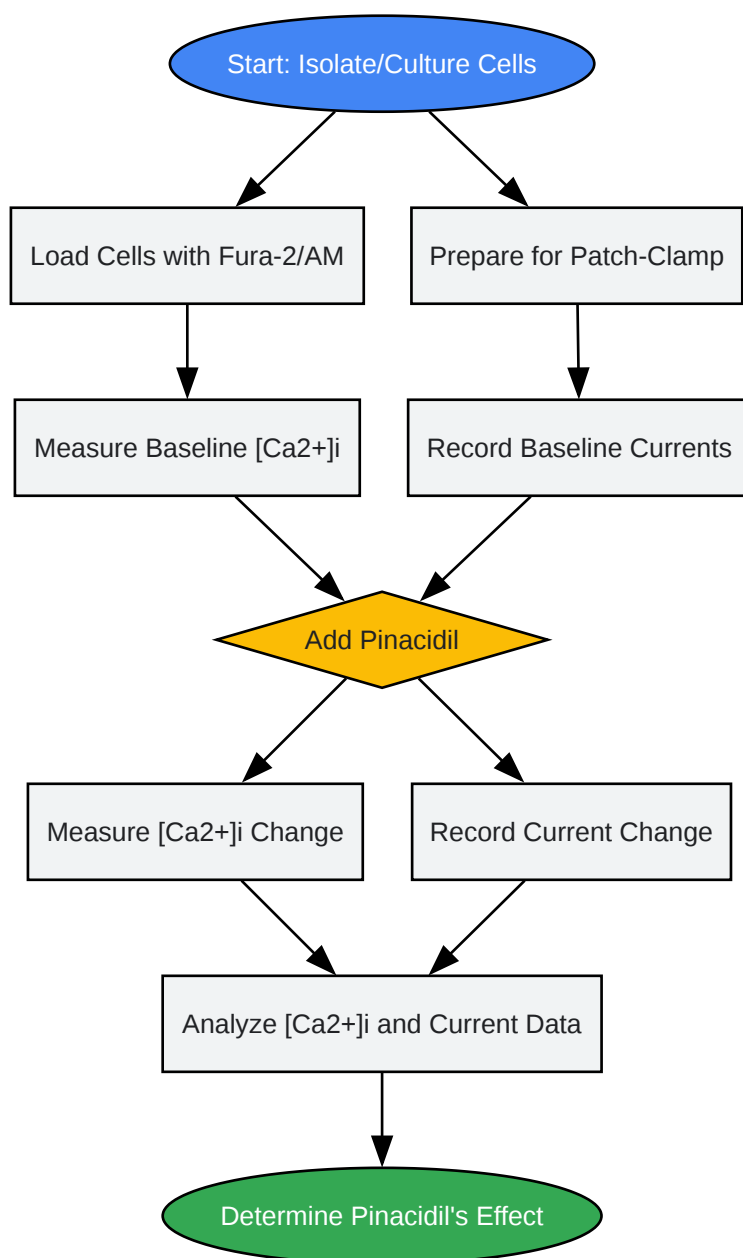 Start: Isolate/Culture Cells
Load Cells with Fura-2/AM
Prepare for Patch-Clamp
Measure Baseline [Ca2+]i
Record Baseline Currents
Add Pinacidil
Measure [Ca2+]i Change
Record Current Change
Analyze [Ca2+]i and Current Data
Determine Pinacidil's Effect